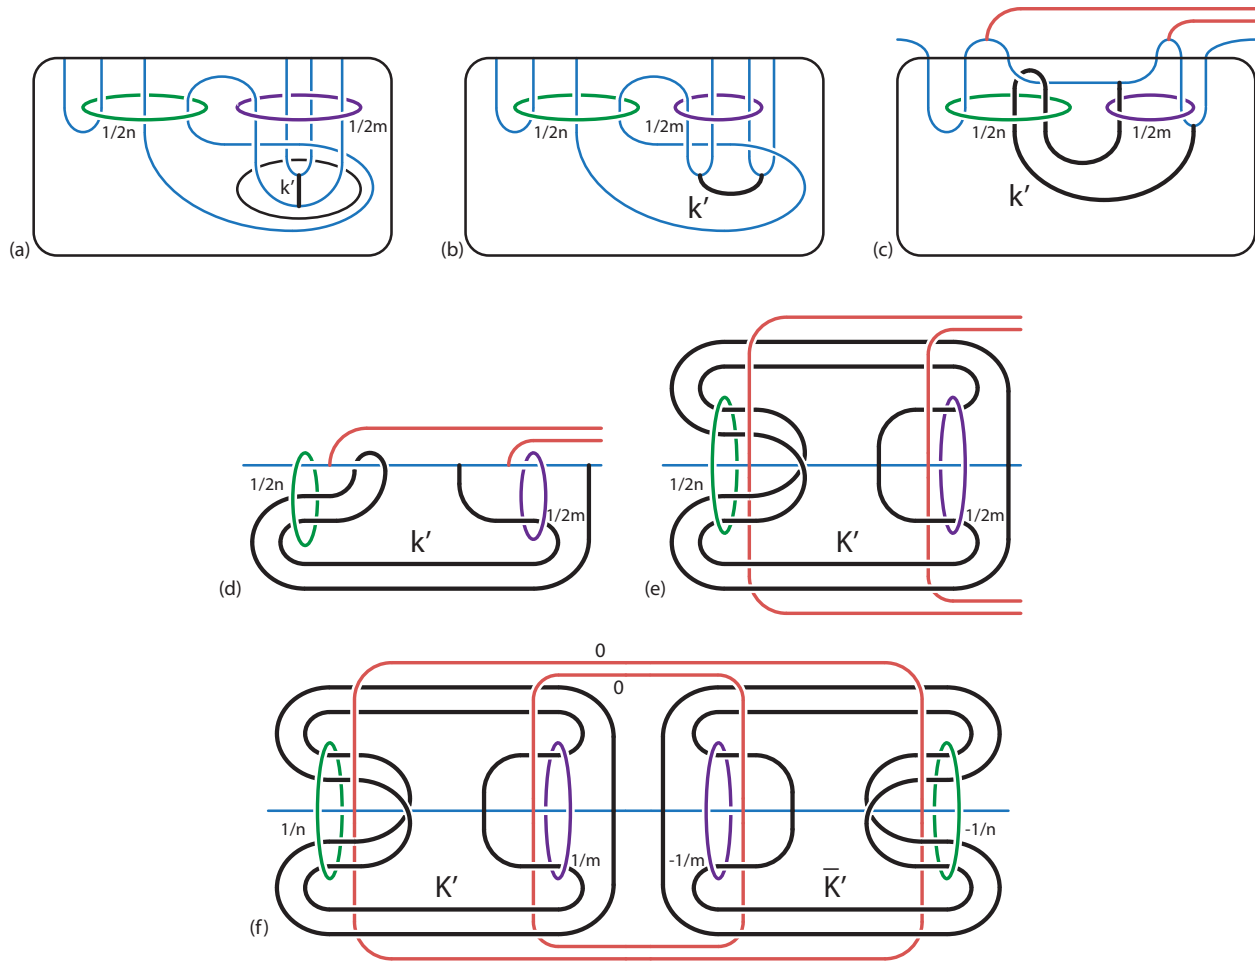 1/2n
1/2m
k'
(a)
1/2n
1/2m
k'
(b)
1/2n
1/2m
k'
(c)
1/2n
1/2m
k'
(d)
1/2n
1/2m
K'
(e)
0
0
1/n
1/m
-1/m
-1/n
K'
K̅'
(f)